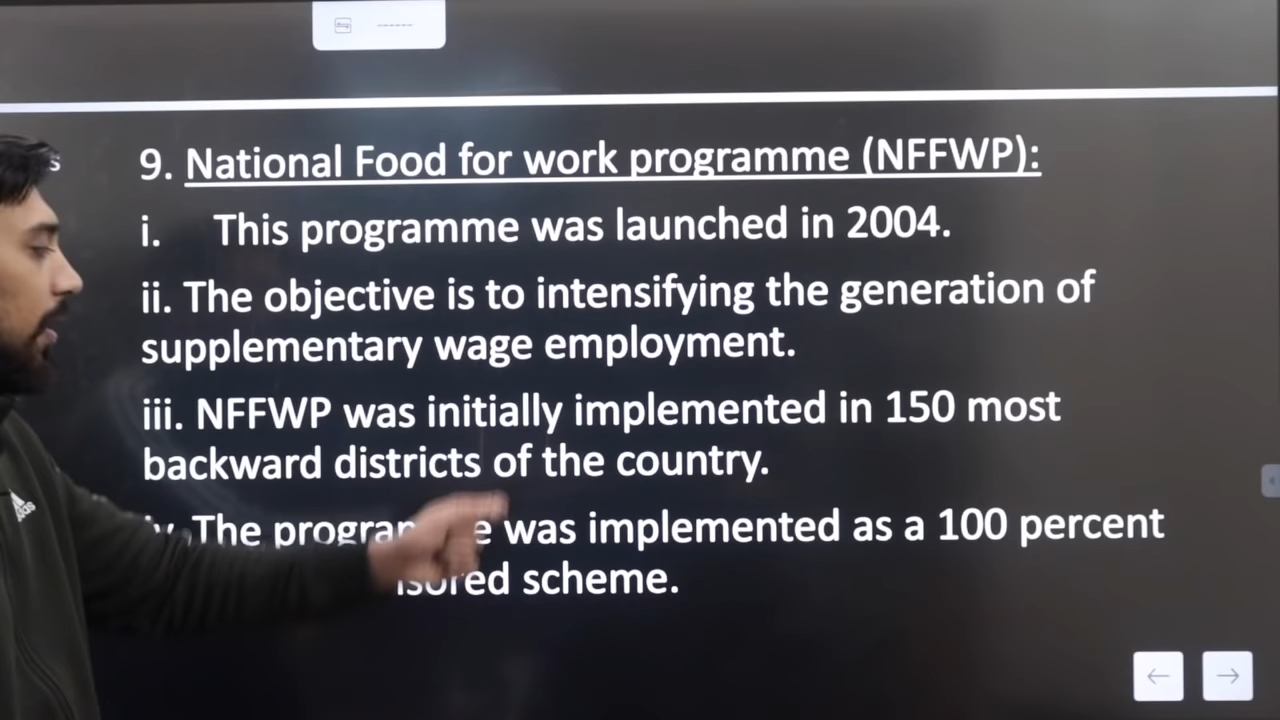 9. National Food for work programme (NFFWP):
i. This programme was launched in 2004.
ii. The objective is to intensifying the generation of
supplementary wage employment.
iii. NFFWP was initially implemented in 150 most
backward districts of the country.
The was implemented as a 100 percent
scheme.